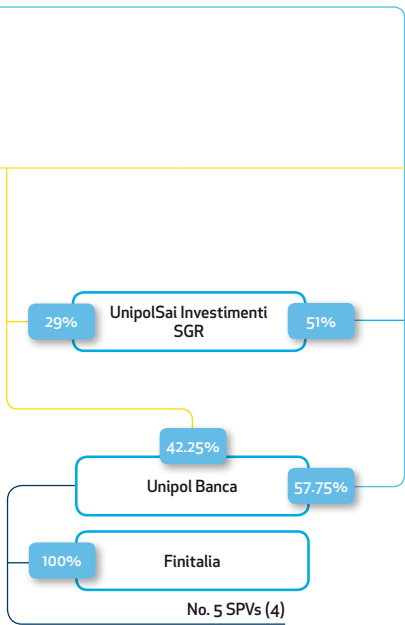 UnipolSai Investimenti
SGR
29%
51%
42.25%
Unipol Banca
57.75%
100%
Finitalia
No. 5 SPVs (4)